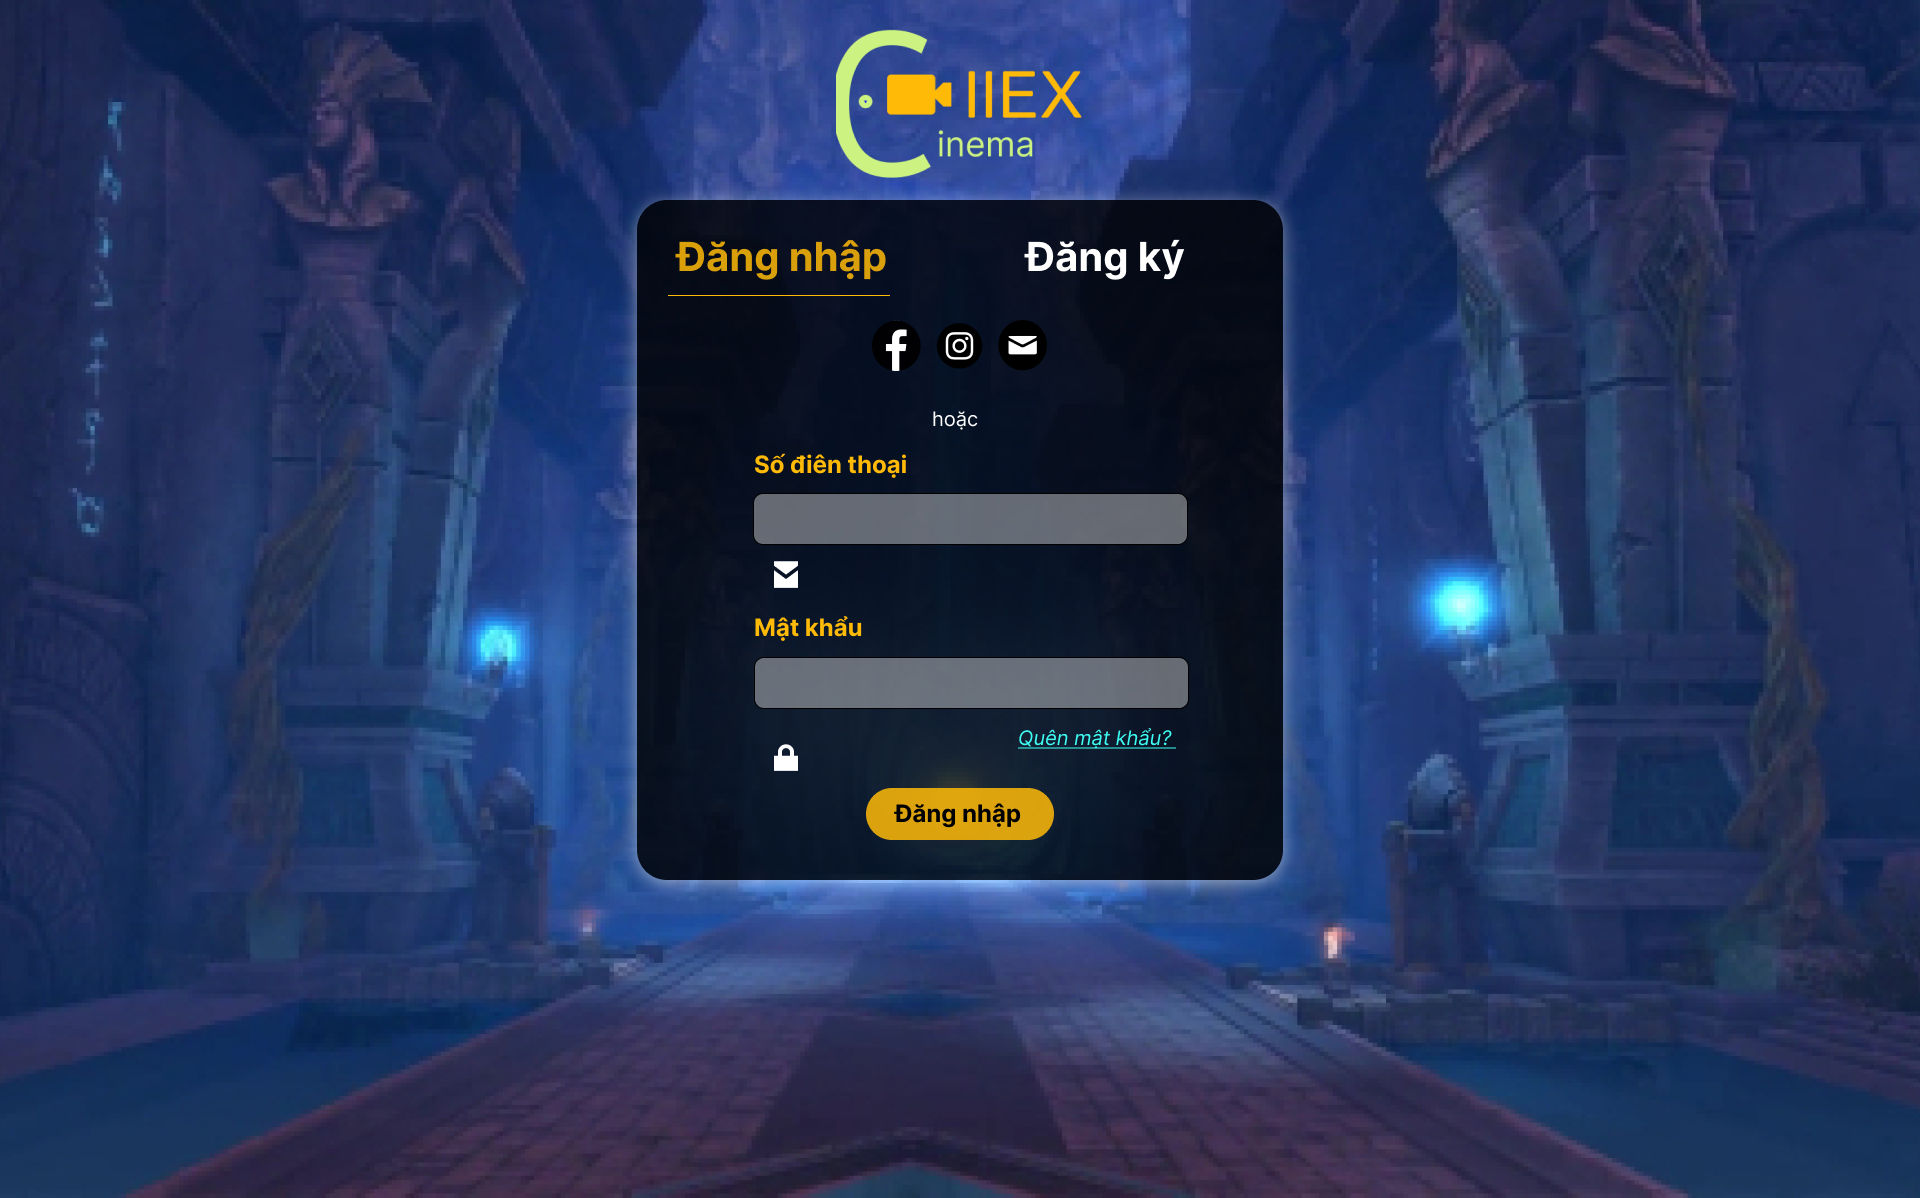 IIEX
inema
Đăng nhập
Đăng ký
hoặc
Số điên thoại
Mật khẩu
Quên mật khẩu?
Đăng nhập